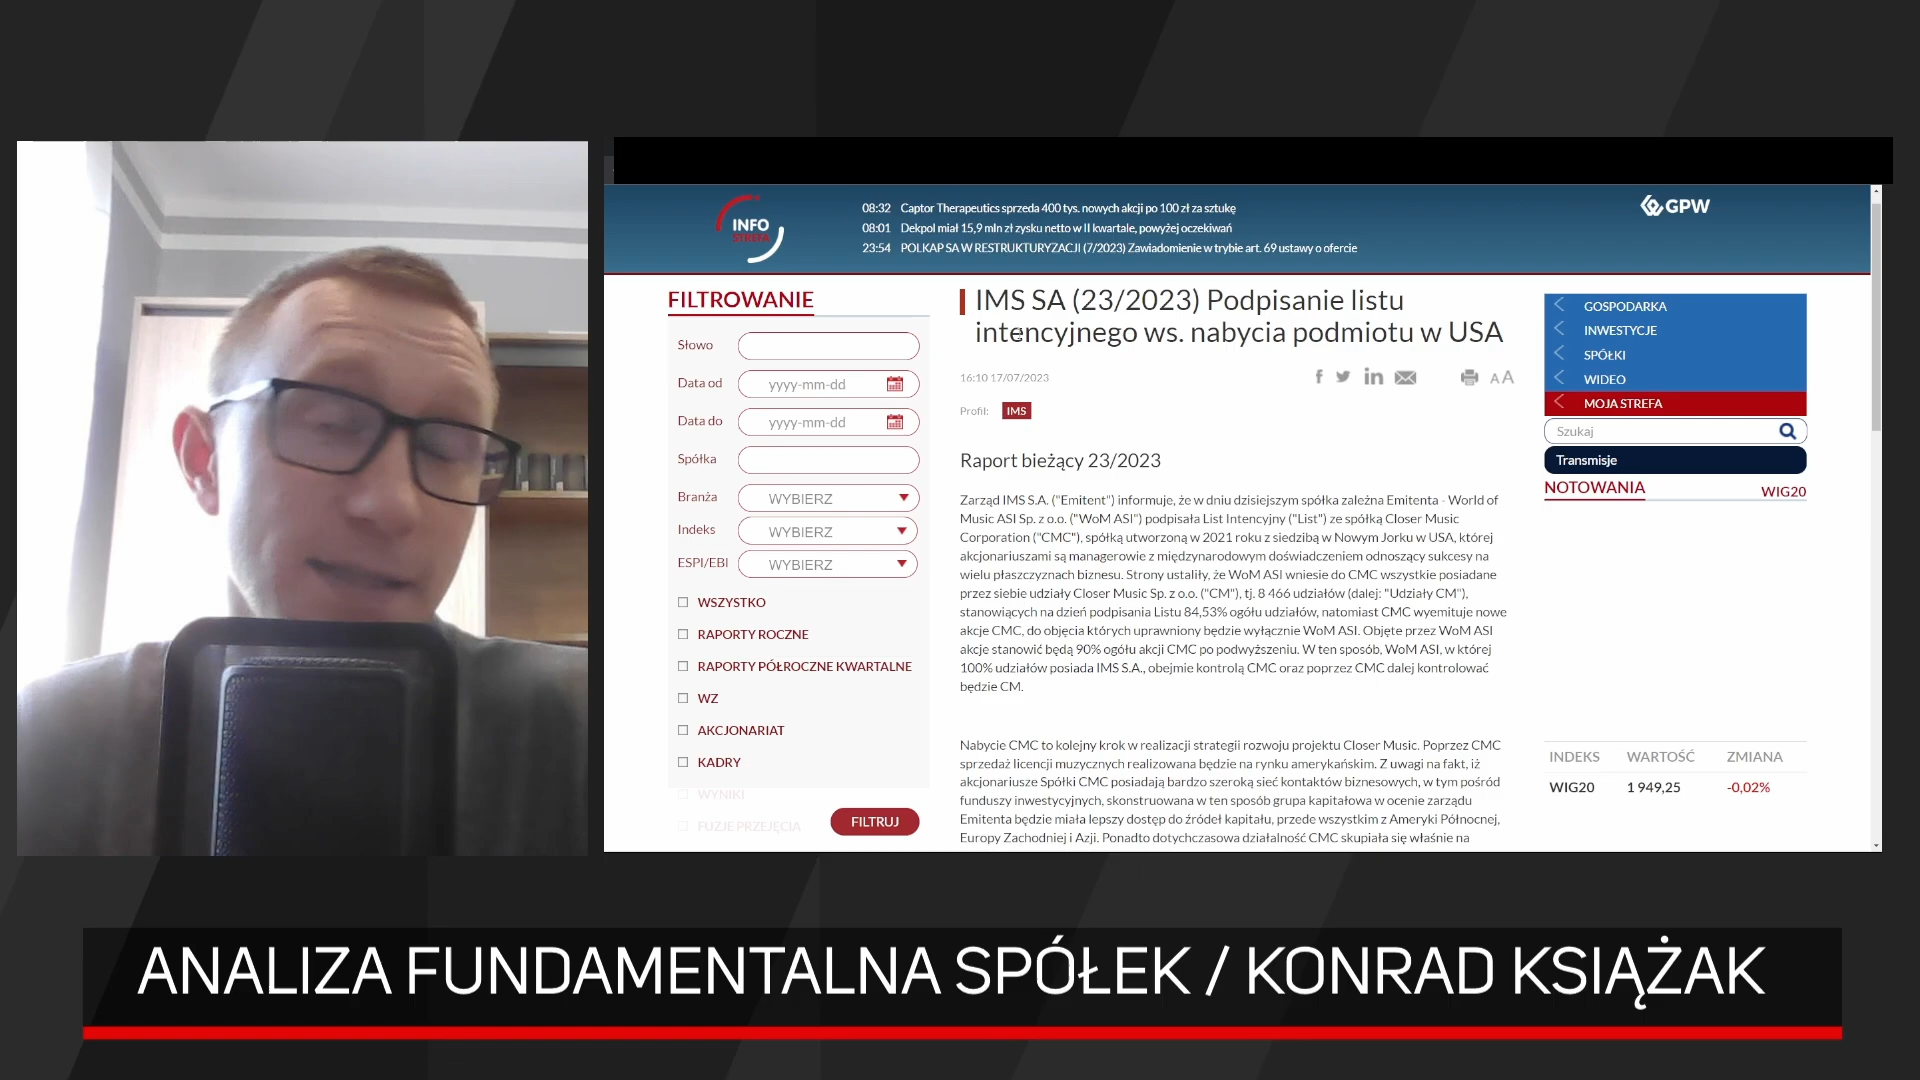 INFO
STREFA
08:32 Captor Therapeutics sprzeda 400 tys. nowych akcji po 100 zł za sztukę
08:01 Dekpol miał 15,9 mln zł zysku netto w II kwartale, powyżej oczekiwań
23:54 POLKAP SA W RESTRUKTURYZACJI (7/2023) Zawiadomienie w trybie art. 69 ustawy o ofercie
GPW
FILTROWANIE
Słowo
Data od yyyy-mm-dd
Data do yyyy-mm-dd
Spółka
Branża WYBIERZ
Indeks WYBIERZ
ESPI/EBI WYBIERZ
WSZYSTKO
RAPORTY ROCZNE
RAPORTY PÓŁROCZNE KWARTALNE
WZ
AKCJONARIAT
KADRY
WYNIKI
FUZJE PRZEJĘCIA
FILTRUJ
IMS SA (23/2023) Podpisanie listu
intencyjnego ws. nabycia podmiotu w USA
16:10 17/07/2023
A A
Profil: IMS
Raport bieżący 23/2023
Zarząd IMS S.A. ("Emitent") informuje, że w dniu dzisiejszym spółka zależna Emitenta - World of
Music ASI Sp. z o.o. ("WoM ASI") podpisała List Intencyjny ("List") ze spółką Closer Music
Corporation ("CMC"), spółką utworzoną w 2021 roku z siedzibą w Nowym Jorku w USA, której
akcjonariuszami są managerowie z międzynarodowym doświadczeniem odnoszący sukcesy na
wielu płaszczyznach biznesu. Strony ustaliły, że WoM ASI wniesie do CMC wszystkie posiadane
przez siebie udziały Closer Music Sp. z o.o. ("CM"), tj. 8 466 udziałów (dalej: "Udziały CM"),
stanowiących na dzień podpisania Listu 84,53% ogółu udziałów, natomiast CMC wyemituje nowe
akcje CMC, do objęcia których uprawniony będzie wyłącznie WoM ASI. Objęte przez WoM ASI
akcje stanowić będą 90% ogółu akcji CMC po podwyższeniu. W ten sposób, WoM ASI, w której
100% udziałów posiada IMS S.A., obejmie kontrolą CMC oraz poprzez CMC dalej kontrolować
będzie CM.
Nabycie CMC to kolejny krok w realizacji strategii rozwoju projektu Closer Music. Poprzez CMC
sprzedaż licencji muzycznych realizowana będzie na rynku amerykańskim. Z uwagi na fakt, iż
akcjonariusze Spółki CMC posiadają bardzo szeroką sieć kontaktów biznesowych, w tym pośród
funduszy inwestycyjnych, skonstruowana w ten sposób grupa kapitałowa w ocenie zarządu
Emitenta będzie miała lepszy dostęp do źródeł kapitału, przede wszystkim z Ameryki Północnej,
Europy Zachodniej i Azji. Ponadto dotychczasowa działalność CMC skupiała się właśnie na
GOSPODARKA
INWESTYCJE
SPÓŁKI
WIDEO
MOJA STREFA
Szukaj
Transmisje
NOTOWANIA WIG20
INDEKS WARTOŚĆ ZMIANA
WIG20 1 949,25 -0,02%
ANALIZA FUNDAMENTALNA SPÓŁEK / KONRAD KSIĄŻAK